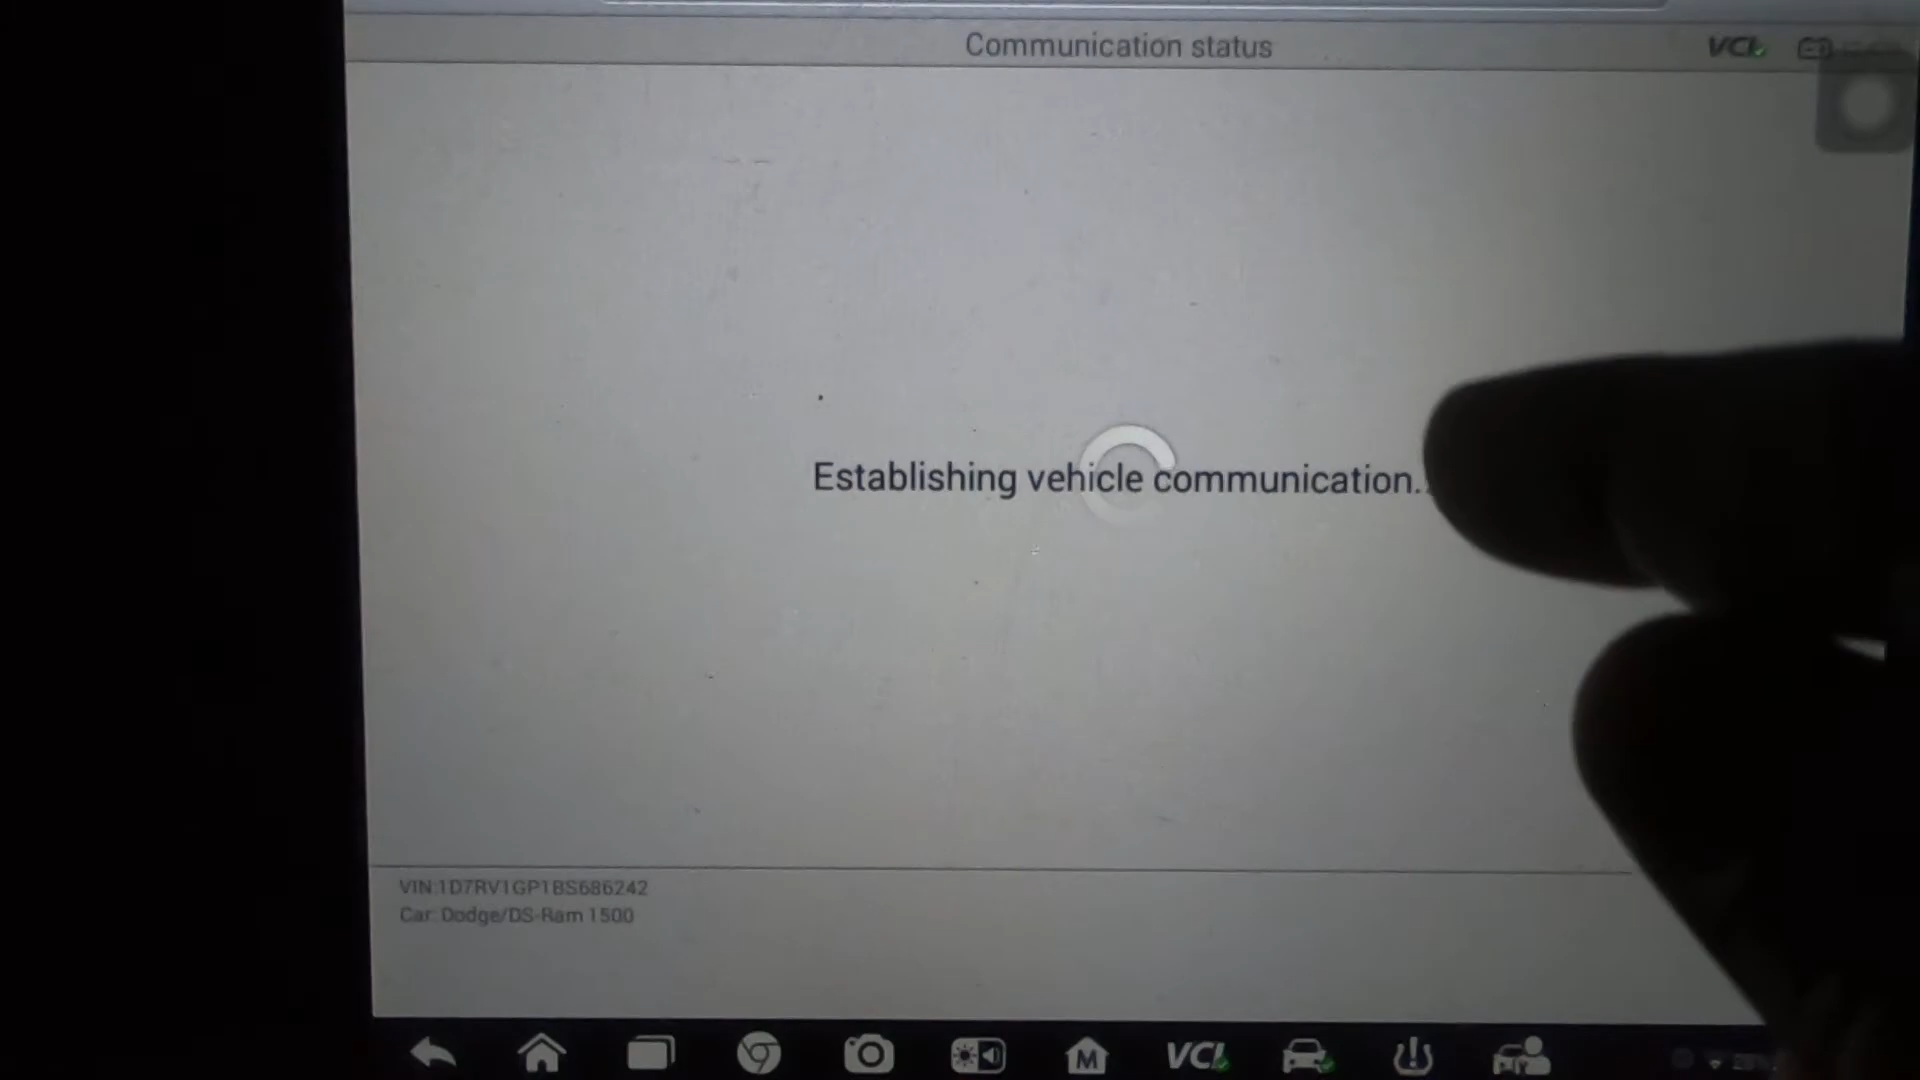 Communication status
VCI
Establishing vehicle communication.
VIN:1D7RV1GP1BS686242
Car: Dodge/DS-Ram 1500
M
VCI